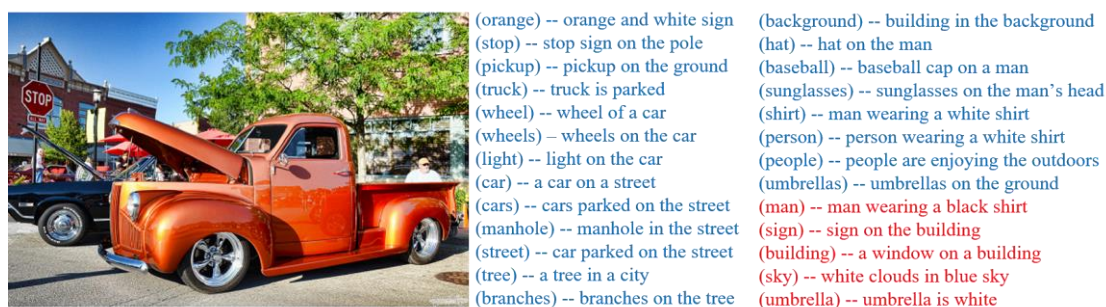 STOP
(orange) -- orange and white sign
(stop) -- stop sign on the pole
(pickup) -- pickup on the ground
(truck) -- truck is parked
(wheel) -- wheel of a car
(wheels) – wheels on the car
(light) -- light on the car
(car) -- a car on a street
(cars) -- cars parked on the street
(manhole) -- manhole in the street
(street) -- car parked on the street
(tree) -- a tree in a city
(branches) -- branches on the tree
(background) -- building in the background
(hat) -- hat on the man
(baseball) -- baseball cap on a man
(sunglasses) -- sunglasses on the man's head
(shirt) -- man wearing a white shirt
(person) -- person wearing a white shirt
(people) -- people are enjoying the outdoors
(umbrellas) -- umbrellas on the ground
(man) -- man wearing a black shirt
(sign) -- sign on the building
(building) -- a window on a building
(sky) -- white clouds in blue sky
(umbrella) -- umbrella is white